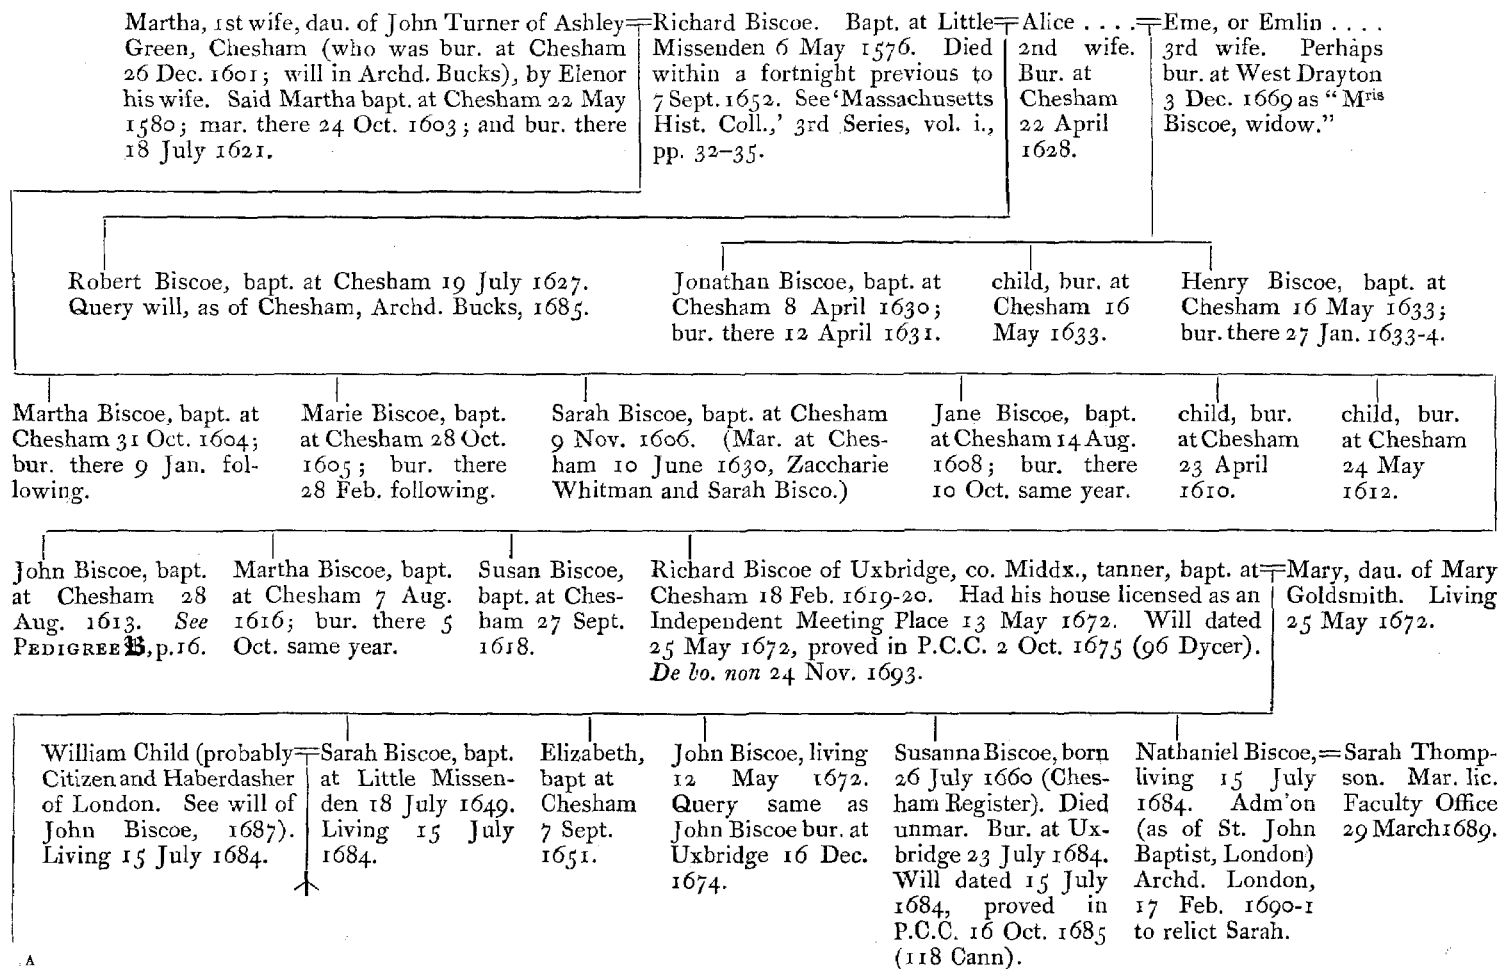 Martha, 1st wife, dau. of John Turner of Ashley
Green, Chesham (who was bur. at Chesham
26 Dec. 1601; will in Archd. Bucks), by Elenor
his wife. Said Martha bapt. at Chesham 22 May
1580; mar. there 24 Oct. 1603; and bur. there
18 July 1621.
=Richard Biscoe. Bapt. at Little
Missenden 6 May 1576. Died
within a fortnight previous to
7 Sept. 1652. See 'Massachusetts
Hist. Coll.,' 3rd Series, vol. i.,
pp. 32–35.
=Alice . . . .
2nd wife.
Bur. at
Chesham
22 April
1628.
=Eme, or Emlin . . . .
3rd wife. Perhaps
bur. at West Drayton
3 Dec. 1669 as "Mris
Biscoe, widow."
Robert Biscoe, bapt. at Chesham 19 July 1627.
Query will, as of Chesham, Archd. Bucks, 1685.
Jonathan Biscoe, bapt. at
Chesham 8 April 1630;
bur. there 12 April 1631.
child, bur. at
Chesham 16
May 1633.
Henry Biscoe, bapt. at
Chesham 16 May 1633;
bur. there 27 Jan. 1633-4.
Martha Biscoe, bapt. at
Chesham 31 Oct. 1604;
bur. there 9 Jan. fol-
lowing.
Marie Biscoe, bapt.
at Chesham 28 Oct.
1605; bur. there
28 Feb. following.
Sarah Biscoe, bapt. at Chesham
9 Nov. 1606. (Mar. at Ches-
ham 10 June 1630, Zaccharie
Whitman and Sarah Bisco.)
Jane Biscoe, bapt.
at Chesham 14 Aug.
1608; bur. there
10 Oct. same year.
child, bur.
at Chesham
23 April
1610.
child, bur.
at Chesham
24 May
1612.
John Biscoe, bapt.
at Chesham 28
Aug. 1613. See
PEDIGREE B, p. 16.
Martha Biscoe, bapt.
at Chesham 7 Aug.
1616; bur. there 5
Oct. same year.
Susan Biscoe,
bapt. at Ches-
ham 27 Sept.
1618.
Richard Biscoe of Uxbridge, co. Middx., tanner, bapt. at
Chesham 18 Feb. 1619-20. Had his house licensed as an
Independent Meeting Place 13 May 1672. Will dated
25 May 1672, proved in P.C.C. 2 Oct. 1675 (96 Dycer).
De bo. non 24 Nov. 1693.
=Mary, dau. of Mary
Goldsmith. Living
25 May 1672.
William Child (probably
Citizen and Haberdasher
of London. See will of
John Biscoe, 1687).
Living 15 July 1684.
=Sarah Biscoe, bapt.
at Little Missen-
den 18 July 1649.
Living 15 July
1684.
Elizabeth,
bapt at
Chesham
7 Sept.
1651.
John Biscoe, living
12 May 1672.
Query same as
John Biscoe bur. at
Uxbridge 16 Dec.
1674.
Susanna Biscoe, born
26 July 1660 (Ches-
ham Register). Died
unmar. Bur. at Ux-
bridge 23 July 1684.
Will dated 15 July
1684, proved in
P.C.C. 16 Oct. 1685
(118 Cann).
Nathaniel Biscoe,
living 15 July
1684. Adm'on
(as of St. John
Baptist, London)
Archd. London,
17 Feb. 1690-1
to relict Sarah.
=Sarah Thomp-
son. Mar. lic.
Faculty Office
29 March 1689.
A